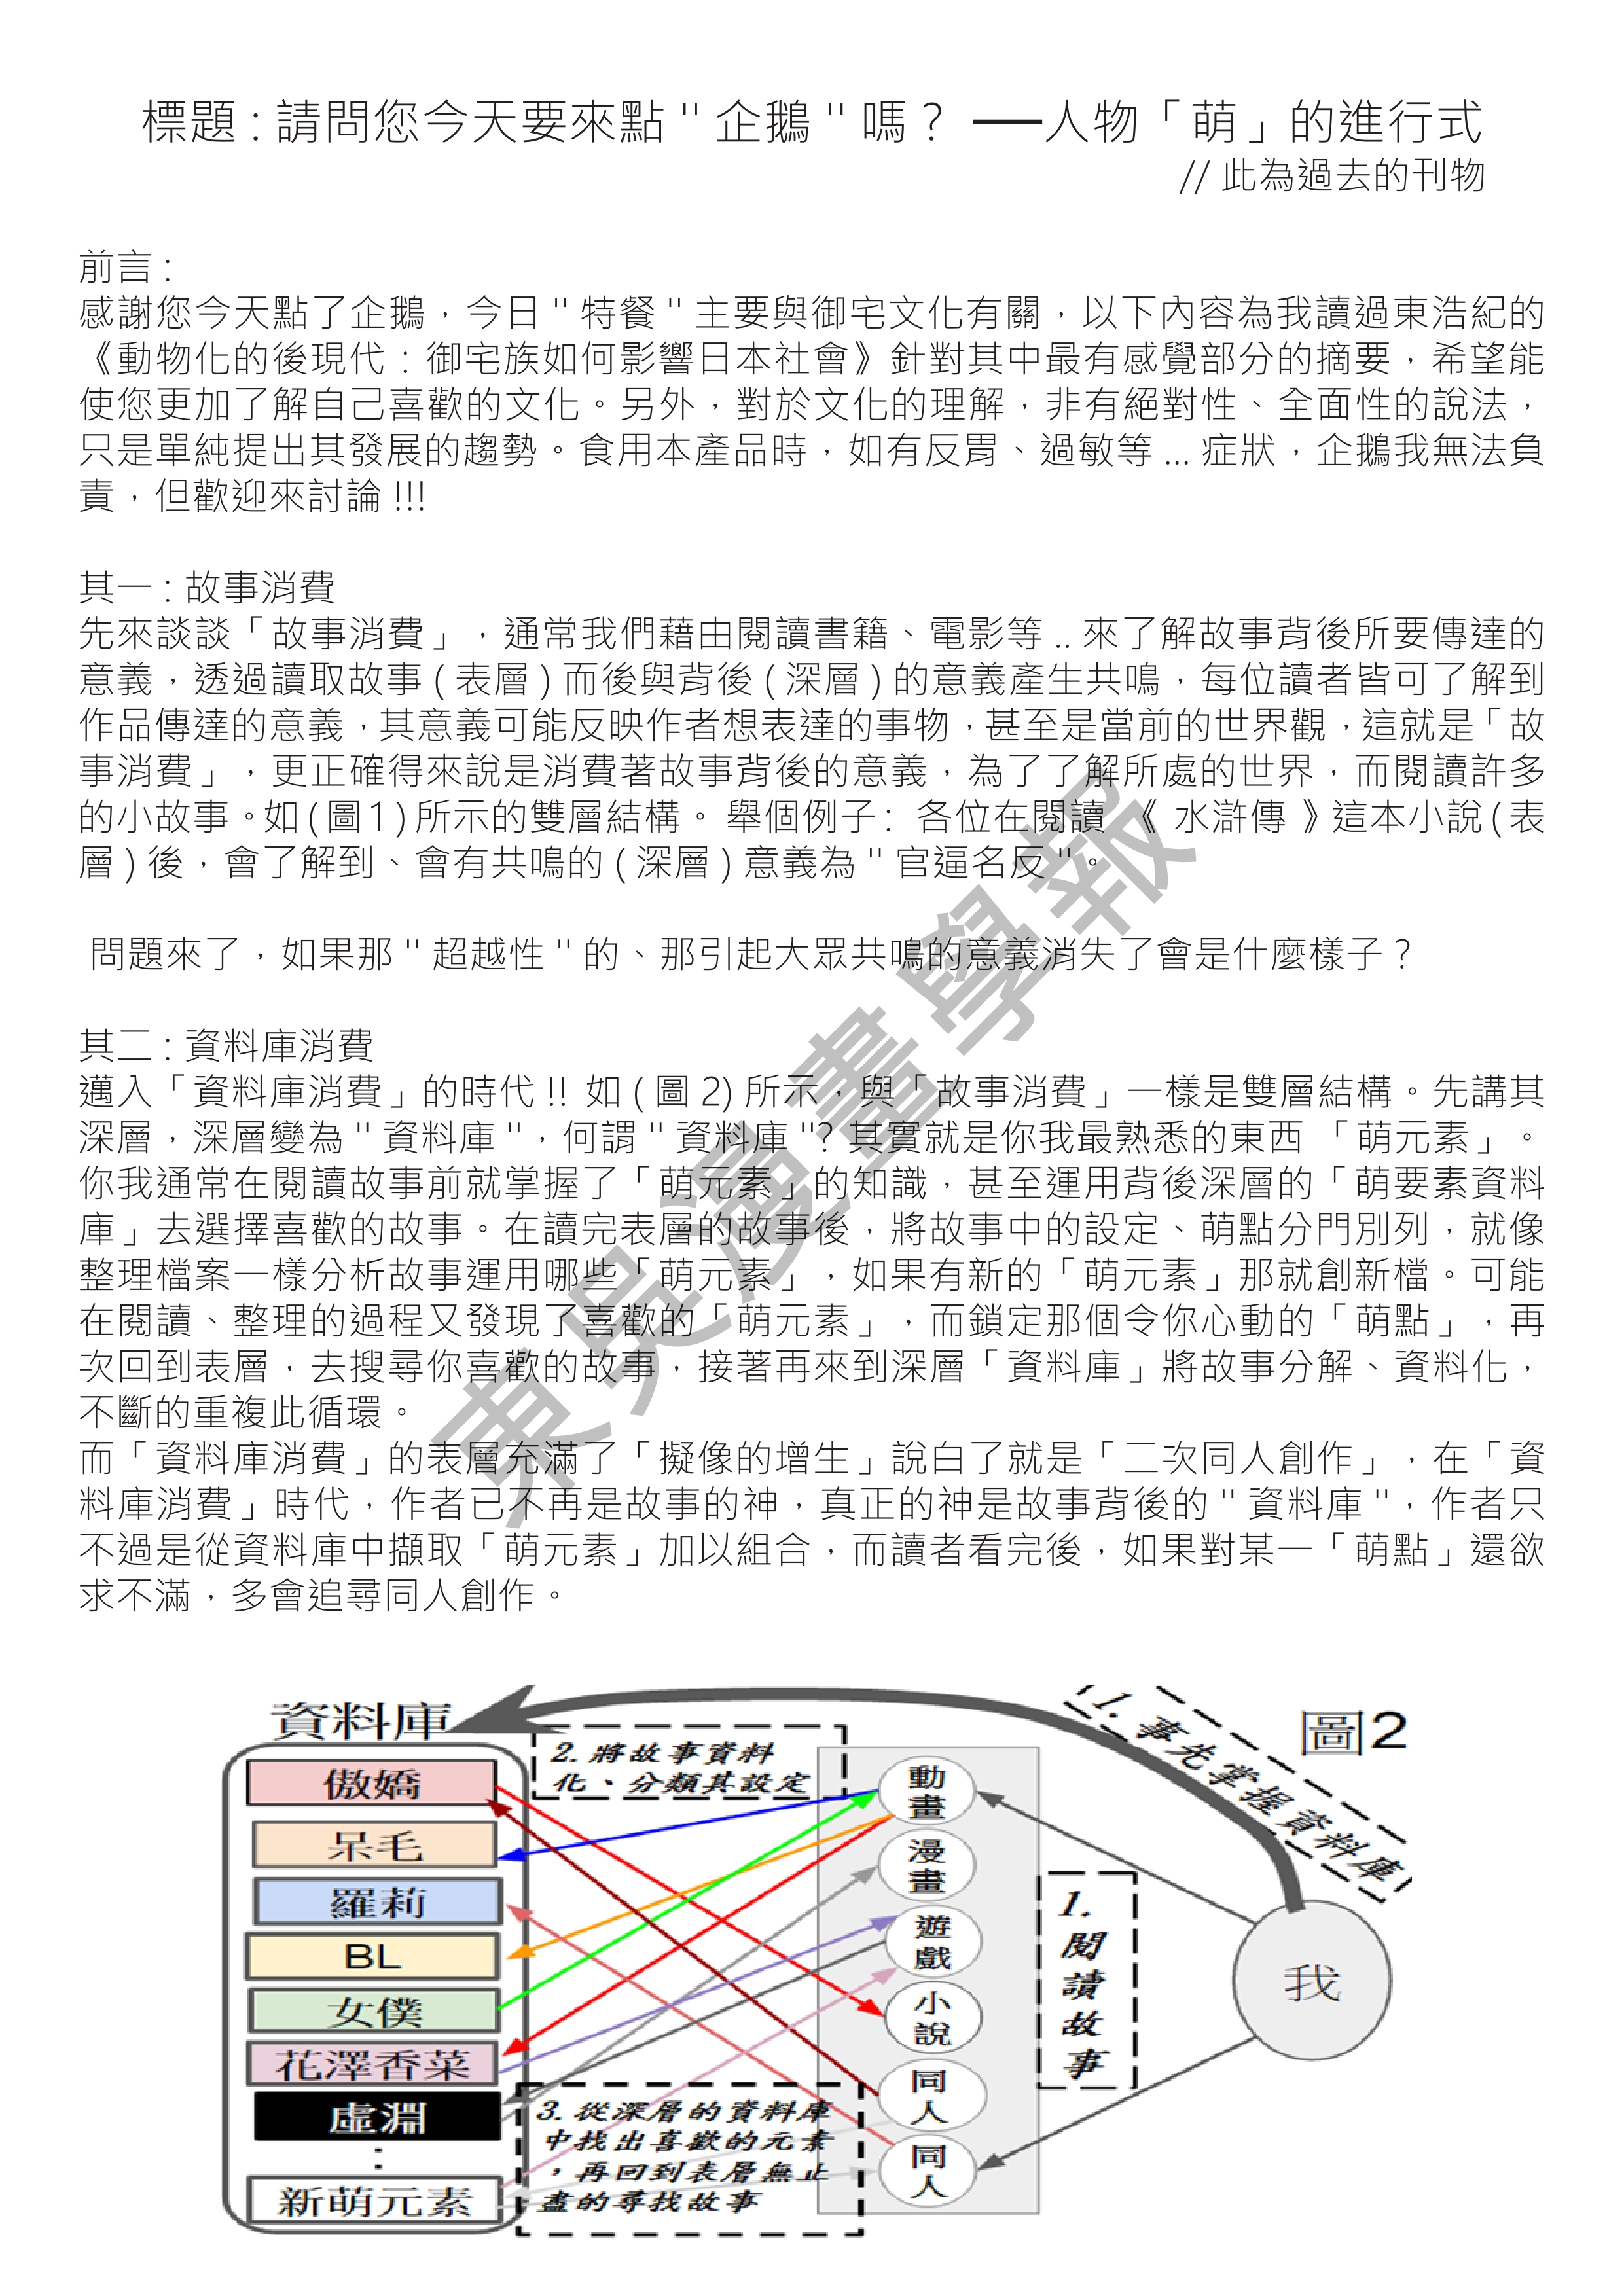 標題 : 請問您今天要來點 " 企鵝 " 嗎？ ──人物「萌」的進行式
// 此為過去的刊物
前言 :
感謝您今天點了企鵝，今日 " 特餐 " 主要與御宅文化有關，以下內容為我讀過東浩紀的
《動物化的後現代：御宅族如何影響日本社會》針對其中最有感覺部分的摘要，希望能
使您更加了解自己喜歡的文化。另外，對於文化的理解，非有絕對性、全面性的說法，
只是單純提出其發展的趨勢。食用本產品時，如有反胃、過敏等 ... 症狀，企鵝我無法負
責，但歡迎來討論 !!!
其一 : 故事消費
先來談談「故事消費」，通常我們藉由閱讀書籍、電影等 .. 來了解故事背後所要傳達的
意義，透過讀取故事 ( 表層 ) 而後與背後 ( 深層 ) 的意義產生共鳴，每位讀者皆可了解到
作品傳達的意義，其意義可能反映作者想表達的事物，甚至是當前的世界觀，這就是「故
事消費」，更正確得來說是消費著故事背後的意義，為了了解所處的世界，而閱讀許多
的小故事。如 ( 圖 1 ) 所示的雙層結構。 舉個例子： 各位在閱讀 《 水滸傳 》這本小說 ( 表
層 ) 後，會了解到、會有共鳴的 ( 深層 ) 意義為 " 官逼名反 "。
問題來了，如果那 " 超越性 " 的、那引起大眾共鳴的意義消失了會是什麼樣子？
其二 : 資料庫消費
邁入「資料庫消費」的時代 !! 如 ( 圖 2) 所示，與「故事消費」一樣是雙層結構。先講其
深層，深層變為 " 資料庫 "，何謂 " 資料庫 "? 其實就是你我最熟悉的東西 「萌元素」。
你我通常在閱讀故事前就掌握了「萌元素」的知識，甚至運用背後深層的「萌要素資料
庫」去選擇喜歡的故事。在讀完表層的故事後，將故事中的設定、萌點分門別列，就像
整理檔案一樣分析故事運用哪些「萌元素」，如果有新的「萌元素」那就創新檔。可能
在閱讀、整理的過程又發現了喜歡的「萌元素」，而鎖定那個令你心動的「萌點」，再
次回到表層，去搜尋你喜歡的故事，接著再來到深層「資料庫」將故事分解、資料化，
不斷的重複此循環。
而「資料庫消費」的表層充滿了「擬像的增生」說白了就是「二次同人創作」，在「資
料庫消費」時代，作者已不再是故事的神，真正的神是故事背後的 " 資料庫 "，作者只
不過是從資料庫中擷取「萌元素」加以組合，而讀者看完後，如果對某一「萌點」還欲
求不滿，多會追尋同人創作。
東吳漫畫學報
資料庫
傲嬌
呆毛
羅莉
BL
女僕
花澤香菜
虛淵
:
新萌元素
2. 將故事資料
化、分類其設定
3. 從深層的資料庫
中找出喜歡的元素
，再回到表層無止
盡的尋找故事
動畫
漫畫
遊戲
小說
同人
同人
1. 閱讀故事
1. 事先掌握資料庫
圖2
我